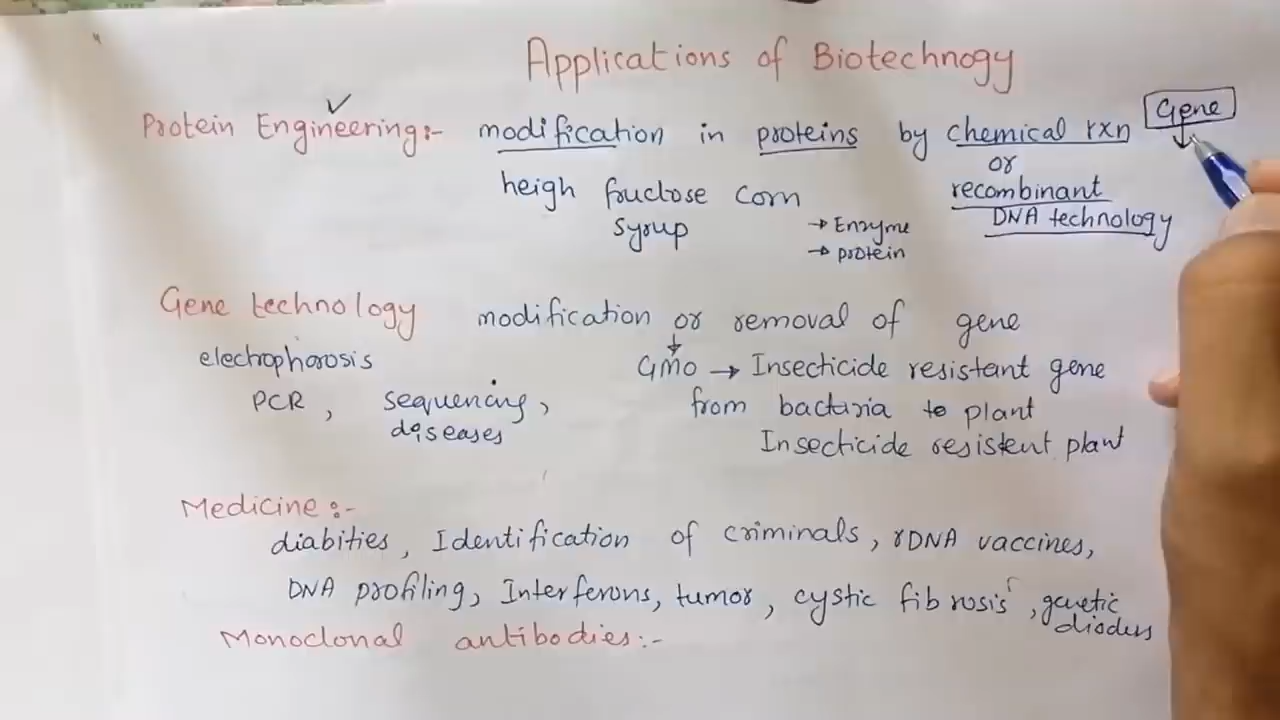 Applications of Biotechnogy
Protein Engineering:- modification in proteins by chemical rxn Gene
or
heigh fructose corn recombinant
syrup → Enzyme DNA technology
→ protein
Gene technology modification or removal of gene
electrophorosis GMO → Insecticide resistant gene
PCR, sequencing, from bactaria to plant
diseases Insecticide resistent plant
Medicine :-
diabities, Identification of criminals, rDNA vaccines,
DNA profiling, Interferons, tumor, cystic fibrosis, genetic
disoders
Monoclonal antibodies:-